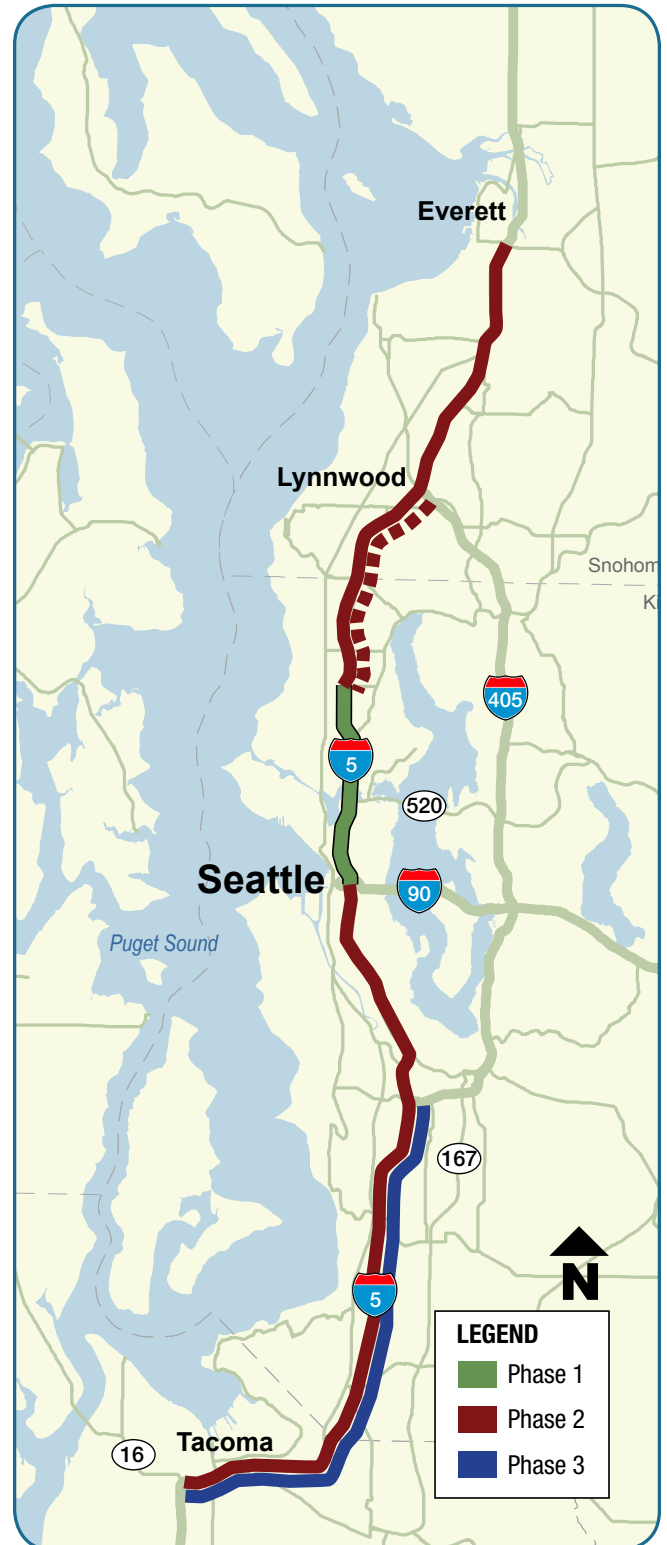 Everett
Lynnwood
Snohom
K
405
5
520
Seattle
90
Puget Sound
167
N
5
LEGEND
Phase 1
Phase 2
Phase 3
Tacoma
16